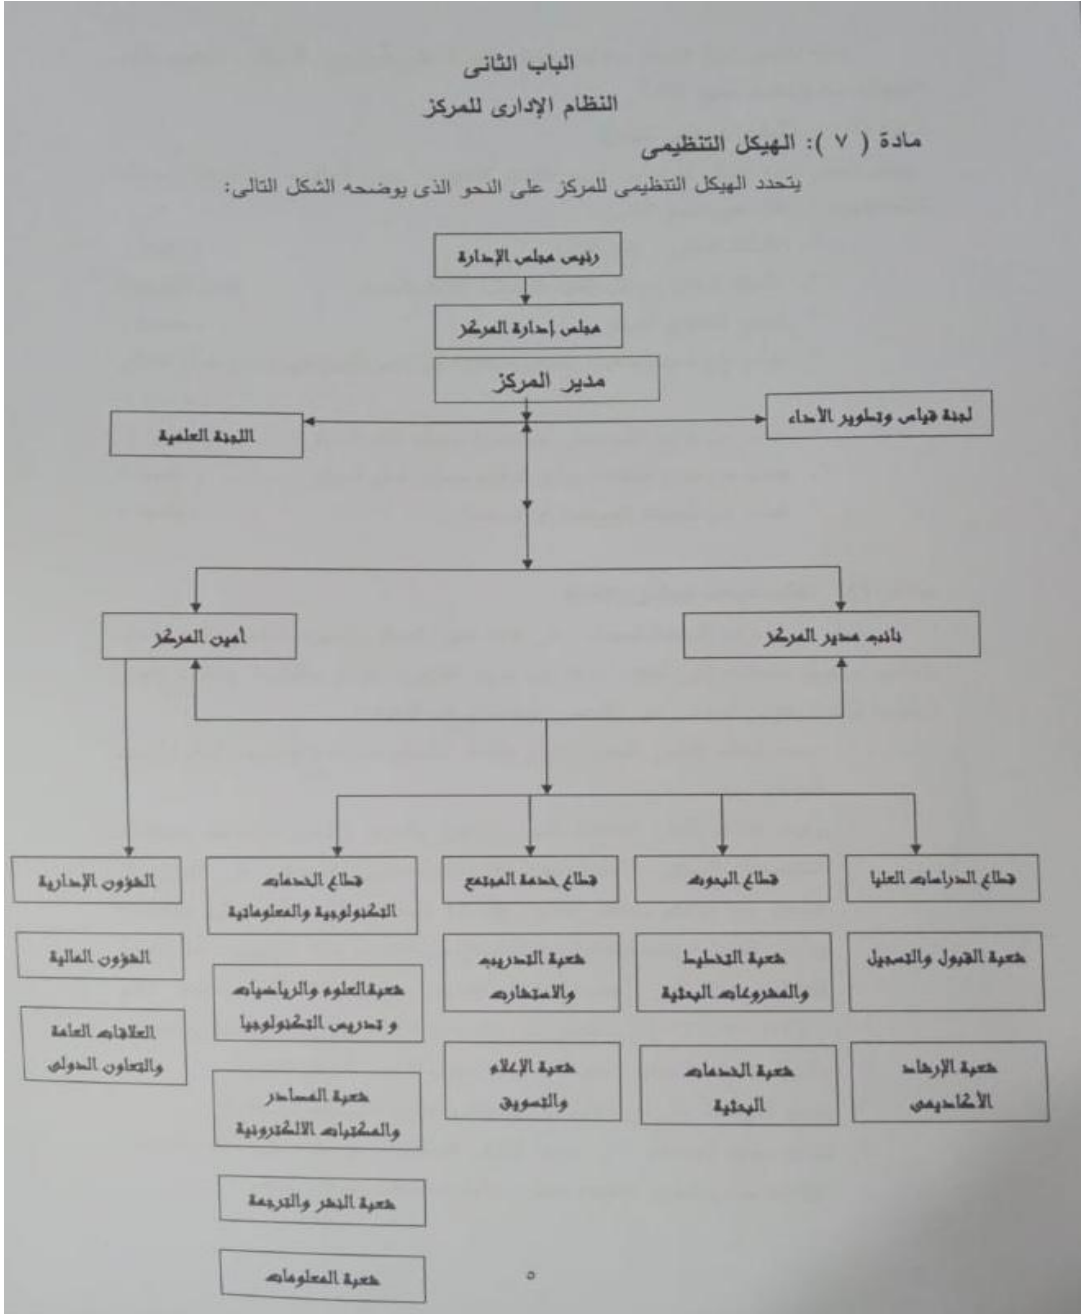 الباب الثانى
النظام الإدارى للمركز
مادة ( ٧ ): الهيكل التنظيمى
يتحدد الهيكل التنظيمى للمركز على النحو الذى يوضحه الشكل التالى:
رئيس مجلس الإدارة
مجلس إدارة المركز
مدير المركز
لجنة قياس وتطوير الأداء
اللجنة العلمية
نائب مدير المركز
أمين المركز
قطاع الدراسات العليا
شعبة القبول والتسجيل
شعبة الإرشاد
الأكاديمى
قطاع البحوث
شعبة التخطيط
والمشروعات البحثية
شعبة الخدمات
البحثية
قطاع خدمة المجتمع
شعبة التدريب
والاستشارات
شعبة الإعلام
والتسويق
قطاع الخدمات
التكنولوجية والمعلوماتية
شعبة العلوم والرياضيات
و تدريس التكنولوجيا
شعبة المصادر
والمكتبات الالكترونية
شعبة النشر والترجمة
شعبة المعلومات
الشؤون الإدارية
الشؤون المالية
العلاقات العامة
والتعاون الدولى
٥